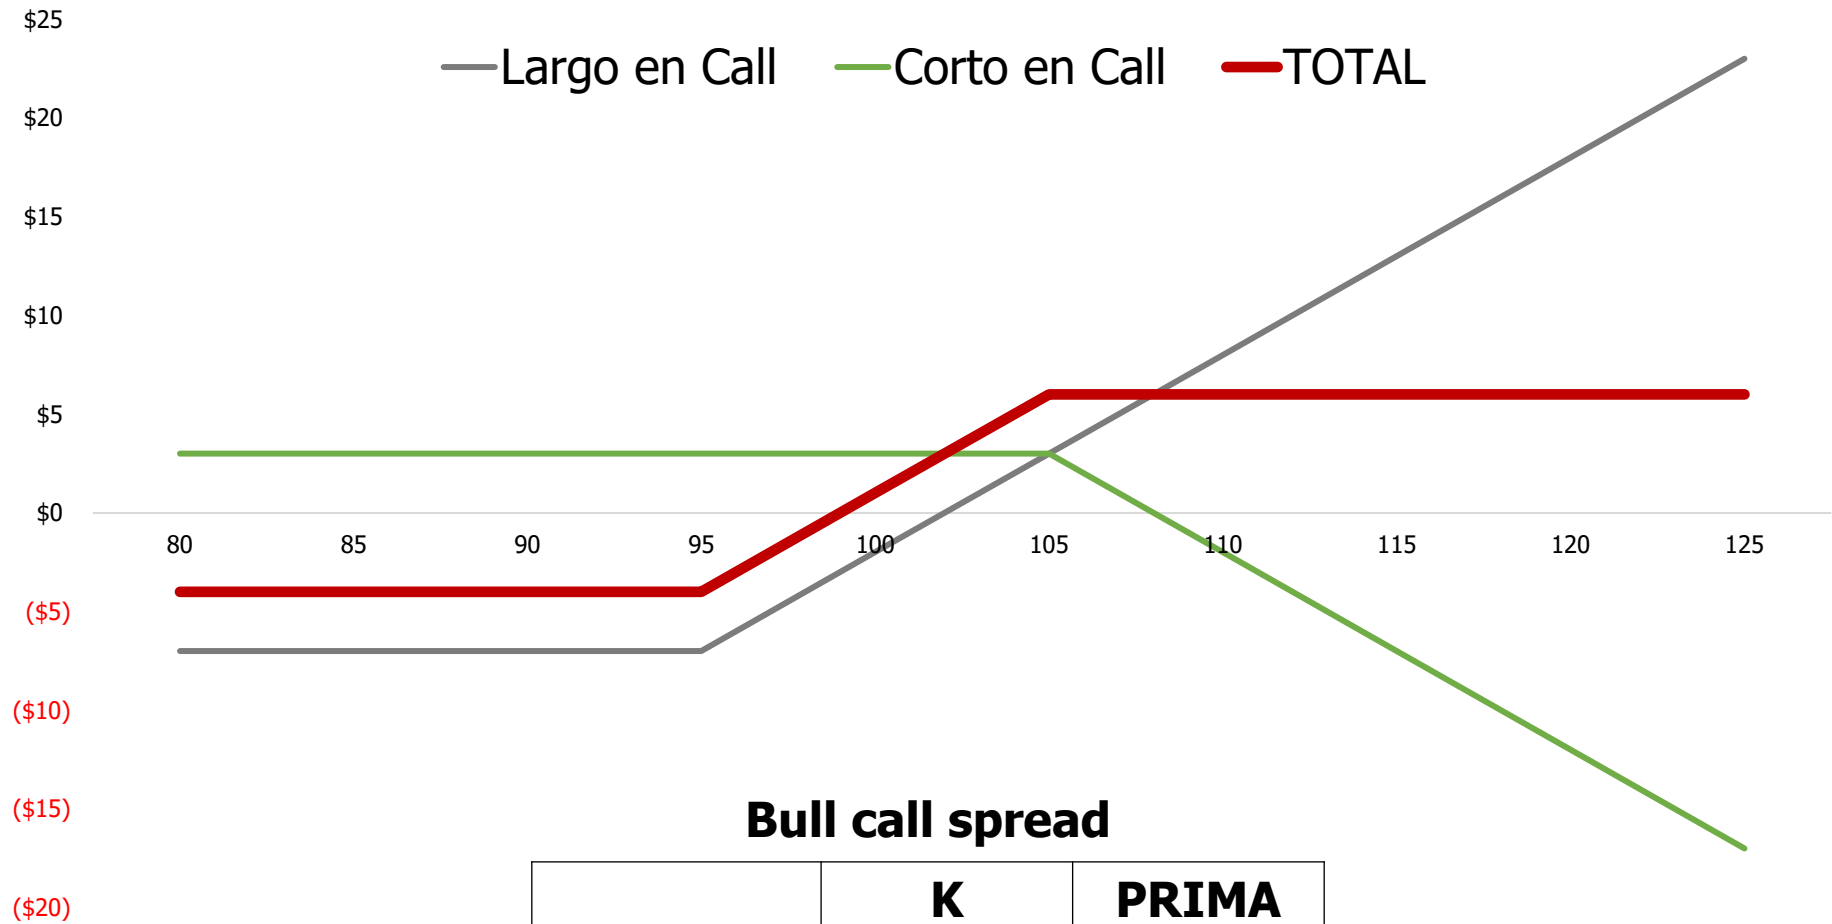 $25
Largo en Call Corto en Call TOTAL
$20
$15
$10
$5
$0
80 85 90 95 100 105 110 115 120 125
($5)
($10)
($15)
Bull call spread
K PRIMA
($20)